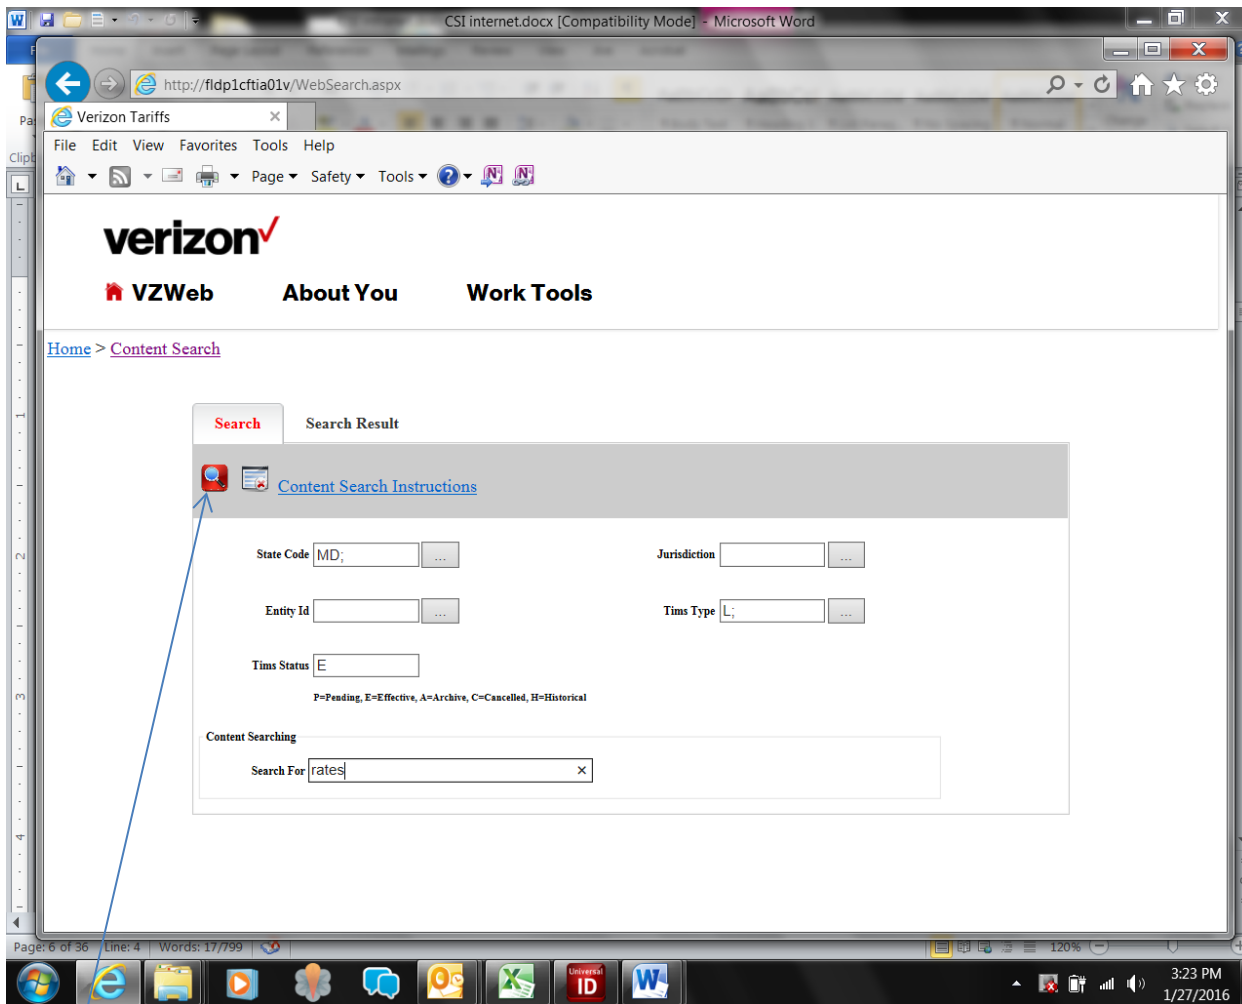 CSI internet.docx [Compatibility Mode] - Microsoft Word
http://fldp1cftia01v/WebSearch.aspx
Verizon Tariffs
File Edit View Favorites Tools Help
Page Safety Tools
verizon
VZWeb About You Work Tools
Home > Content Search
Search Search Result
Content Search Instructions
State Code MD; ... Jurisdiction ...
Entity Id ... Tims Type L; ...
Tims Status E
P=Pending, E=Effective, A=Archive, C=Cancelled, H=Historical
Content Searching
Search For rates
Page: 6 of 36 Line: 4 Words: 17/799 120%
Universal
ID
3:23 PM
1/27/2016